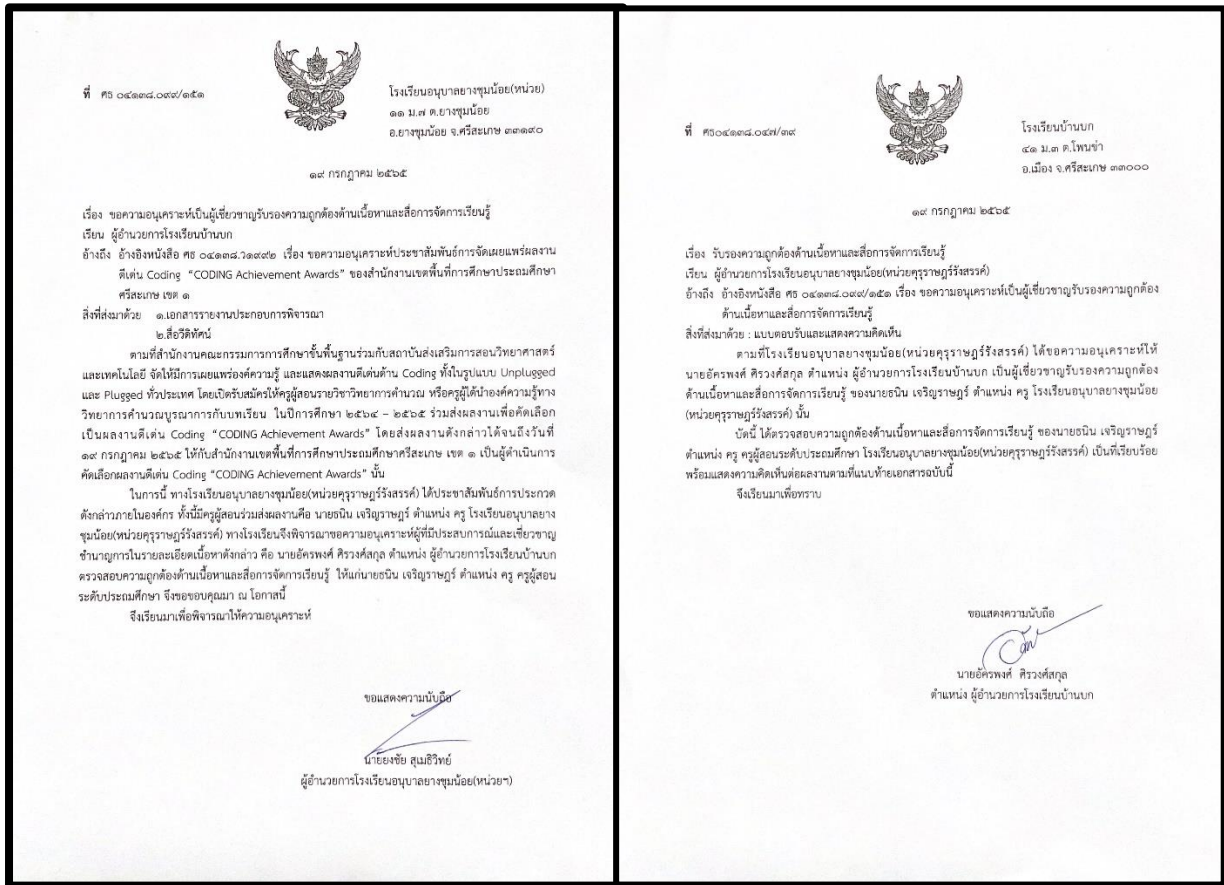 ที่ ศธ ๐๔๑๓๘.๐๙๙/๑๕๑
โรงเรียนอนุบาลยางชุมน้อย(หน่วย)
๑๑ ม.๗ ต.ยางชุมน้อย
อ.ยางชุมน้อย จ.ศรีสะเกษ ๓๓๑๙๐
๑๙ กรกฎาคม ๒๕๖๕
เรื่อง ขอความอนุเคราะห์เป็นผู้เชี่ยวชาญรับรองความถูกต้องด้านเนื้อหาและสื่อการจัดการเรียนรู้
เรียน ผู้อำนวยการโรงเรียนบ้านบก
อ้างถึง อ้างอิงหนังสือ ศธ ๐๔๑๓๘.ว๑๙๙๒ เรื่อง ขอความอนุเคราะห์ประชาสัมพันธ์การจัดเผยแพร่ผลงาน
ดีเด่น Coding "CODING Achievement Awards" ของสำนักงานเขตพื้นที่การศึกษาประถมศึกษา
ศรีสะเกษ เขต ๑
สิ่งที่ส่งมาด้วย ๑.เอกสารรายงานประกอบการพิจารณา
๒.สื่อวีดิทัศน์
ตามที่สำนักงานคณะกรรมการการศึกษาขั้นพื้นฐานร่วมกับสถาบันส่งเสริมการสอนวิทยาศาสตร์
และเทคโนโลยี จัดให้มีการเผยแพร่องค์ความรู้ และแสดงผลงานดีเด่นด้าน Coding ทั้งในรูปแบบ Unplugged
และ Plugged ทั่วประเทศ โดยเปิดรับสมัครให้ครูผู้สอนรายวิชาวิทยาการคำนวณ หรือครูผู้ได้นำองค์ความรู้ทาง
วิทยาการคำนวณบูรณาการกับบทเรียน ในปีการศึกษา ๒๕๖๔ – ๒๕๖๕ ร่วมส่งผลงานเพื่อคัดเลือก
เป็นผลงานดีเด่น Coding "CODING Achievement Awards" โดยส่งผลงานดังกล่าวได้จนถึงวันที่
๑๙ กรกฎาคม ๒๕๖๕ ให้กับสำนักงานเขตพื้นที่การศึกษาประถมศึกษาศรีสะเกษ เขต ๑ เป็นผู้ดำเนินการ
คัดเลือกผลงานดีเด่น Coding "CODING Achievement Awards" นั้น
ในการนี้ ทางโรงเรียนอนุบาลยางชุมน้อย(หน่วยคุรุราษฎร์รังสรรค์) ได้ประชาสัมพันธ์การประกวด
ดังกล่าวภายในองค์กร ทั้งนี้มีครูผู้สอนร่วมส่งผลงานคือ นายธนิน เจริญราษฎร์ ตำแหน่ง ครู โรงเรียนอนุบาลยาง
ชุมน้อย(หน่วยคุรุราษฎร์รังสรรค์) ทางโรงเรียนจึงพิจารณาขอความอนุเคราะห์ผู้ที่มีประสบการณ์และเชี่ยวชาญ
ชำนาญการในรายละเอียดเนื้อหาดังกล่าว คือ นายอัครพงศ์ ศิรวงศ์สกุล ตำแหน่ง ผู้อำนวยการโรงเรียนบ้านบก
ตรวจสอบความถูกต้องด้านเนื้อหาและสื่อการจัดการเรียนรู้ ให้แก่นายธนิน เจริญราษฎร์ ตำแหน่ง ครู ครูผู้สอน
ระดับประถมศึกษา จึงขอขอบคุณมา ณ โอกาสนี้
จึงเรียนมาเพื่อพิจารณาให้ความอนุเคราะห์
ขอแสดงความนับถือ
นายยงชัย สุเมธิวิทย์
ผู้อำนวยการโรงเรียนอนุบาลยางชุมน้อย(หน่วยฯ)
ที่ ศธ๐๔๑๓๘.๐๔๗/๓๙
โรงเรียนบ้านบก
๔๑ ม.๓ ต.โพนข่า
อ.เมือง จ.ศรีสะเกษ ๓๓๐๐๐
๑๙ กรกฎาคม ๒๕๖๕
เรื่อง รับรองความถูกต้องด้านเนื้อหาและสื่อการจัดการเรียนรู้
เรียน ผู้อำนวยการโรงเรียนอนุบาลยางชุมน้อย(หน่วยคุรุราษฎร์รังสรรค์)
อ้างถึง อ้างอิงหนังสือ ศธ ๐๔๑๓๘.๐๙๙/๑๕๑ เรื่อง ขอความอนุเคราะห์เป็นผู้เชี่ยวชาญรับรองความถูกต้อง
ด้านเนื้อหาและสื่อการจัดการเรียนรู้
สิ่งที่ส่งมาด้วย : แบบตอบรับและแสดงความคิดเห็น
ตามที่โรงเรียนอนุบาลยางชุมน้อย(หน่วยคุรุราษฎร์รังสรรค์) ได้ขอความอนุเคราะห์ให้
นายอัครพงศ์ ศิรวงศ์สกุล ตำแหน่ง ผู้อำนวยการโรงเรียนบ้านบก เป็นผู้เชี่ยวชาญรับรองความถูกต้อง
ด้านเนื้อหาและสื่อการจัดการเรียนรู้ ของนายธนิน เจริญราษฎร์ ตำแหน่ง ครู โรงเรียนอนุบาลยางชุมน้อย
(หน่วยคุรุราษฎร์รังสรรค์) นั้น
บัดนี้ ได้ตรวจสอบความถูกต้องด้านเนื้อหาและสื่อการจัดการเรียนรู้ ของนายธนิน เจริญราษฎร์
ตำแหน่ง ครู ครูผู้สอนระดับประถมศึกษา โรงเรียนอนุบาลยางชุมน้อย(หน่วยคุรุราษฎร์รังสรรค์) เป็นที่เรียบร้อย
พร้อมแสดงความคิดเห็นต่อผลงานตามที่แนบท้ายเอกสารฉบับนี้
จึงเรียนมาเพื่อทราบ
ขอแสดงความนับถือ
นายอัครพงศ์ ศิรวงศ์สกุล
ตำแหน่ง ผู้อำนวยการโรงเรียนบ้านบก